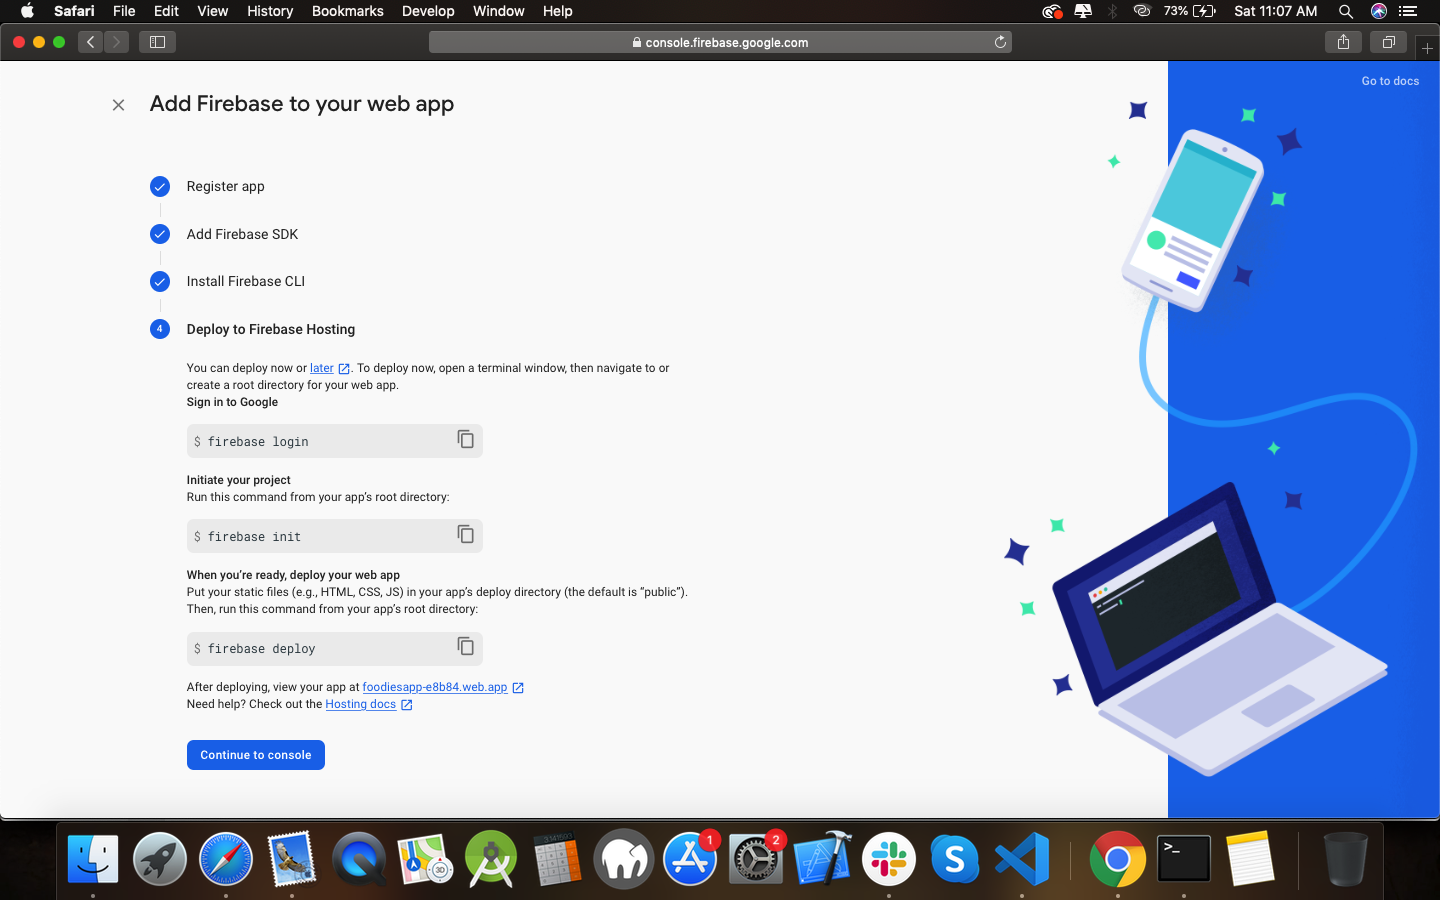 Safari File Edit View History Bookmarks Develop Window Help 73% Sat 11:07 AM
console.firebase.google.com
Go to docs
Add Firebase to your web app
Register app
Add Firebase SDK
Install Firebase CLI
4 Deploy to Firebase Hosting
You can deploy now or later. To deploy now, open a terminal window, then navigate to or
create a root directory for your web app.
Sign in to Google
$ firebase login
Initiate your project
Run this command from your app's root directory:
$ firebase init
When you're ready, deploy your web app
Put your static files (e.g., HTML, CSS, JS) in your app's deploy directory (the default is “public”).
Then, run this command from your app's root directory:
$ firebase deploy
After deploying, view your app at foodiesapp-e8b84.web.app
Need help? Check out the Hosting docs
Continue to console
3D
1
2
S
>_